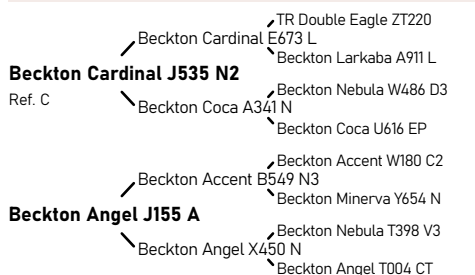 TR Double Eagle ZT220
Beckton Cardinal E673 L
Beckton Larkaba A911 L
Beckton Cardinal J535 N2
Ref. C
Beckton Nebula W486 D3
Beckton Coca A341 N
Beckton Coca U616 EP
Beckton Accent W180 C2
Beckton Accent B549 N3
Beckton Minerva Y654 N
Beckton Angel J155 A
Beckton Nebula T398 V3
Beckton Angel X450 N
Beckton Angel T004 CT